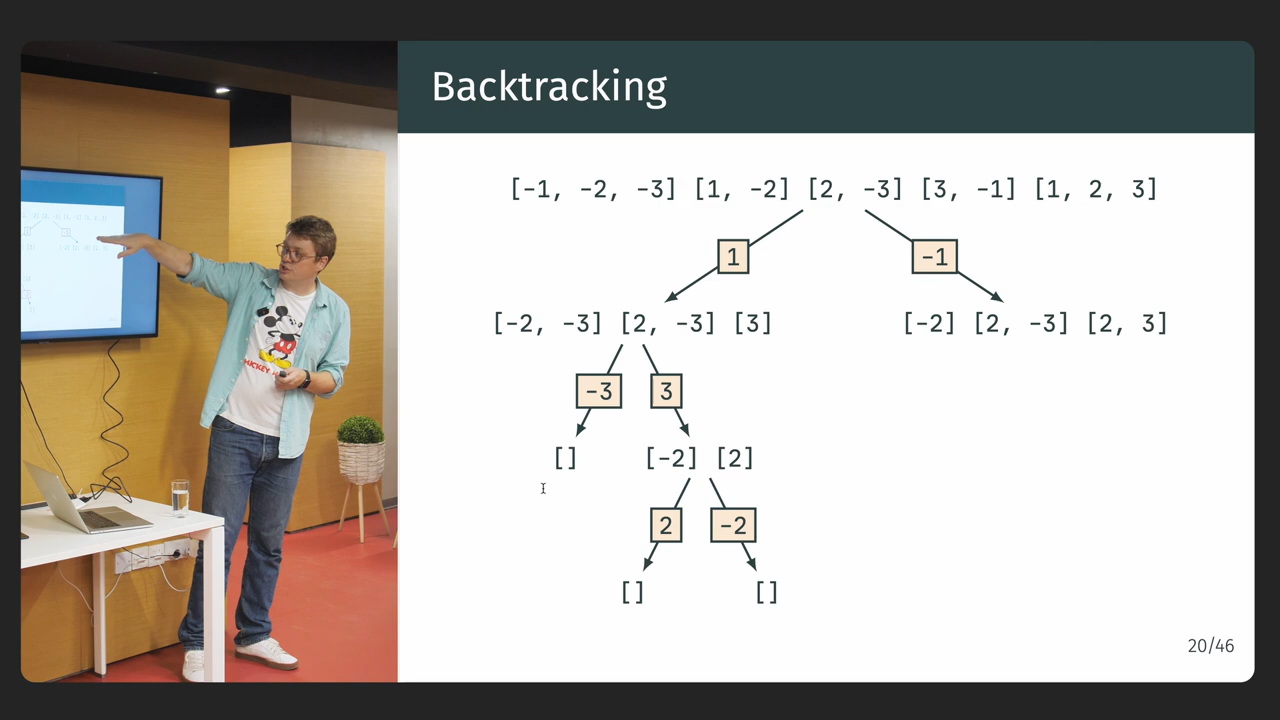 Backtracking
[-1, -2, -3] [1, -2] [2, -3] [3, -1] [1, 2, 3]
1 -1
[-2, -3] [2, -3] [3] [-2] [2, -3] [2, 3]
-3 3
[] [-2] [2]
2 -2
[] []
20/46
MICKEY